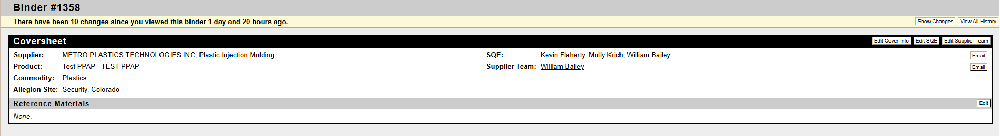 Binder #1358
There have been 10 changes since you viewed this binder 1 day and 20 hours ago. Show Changes View All History
Coversheet Edit Cover Info Edit SQE Edit Supplier Team
Supplier: METRO PLASTICS TECHNOLOGIES INC, Plastic Injection Molding SQE: Kevin Flaherty, Molly Krich, William Bailey Email
Product: Test PPAP - TEST PPAP Supplier Team: William Bailey Email
Commodity: Plastics
Allegion Site: Security, Colorado
Reference Materials Edit
None.